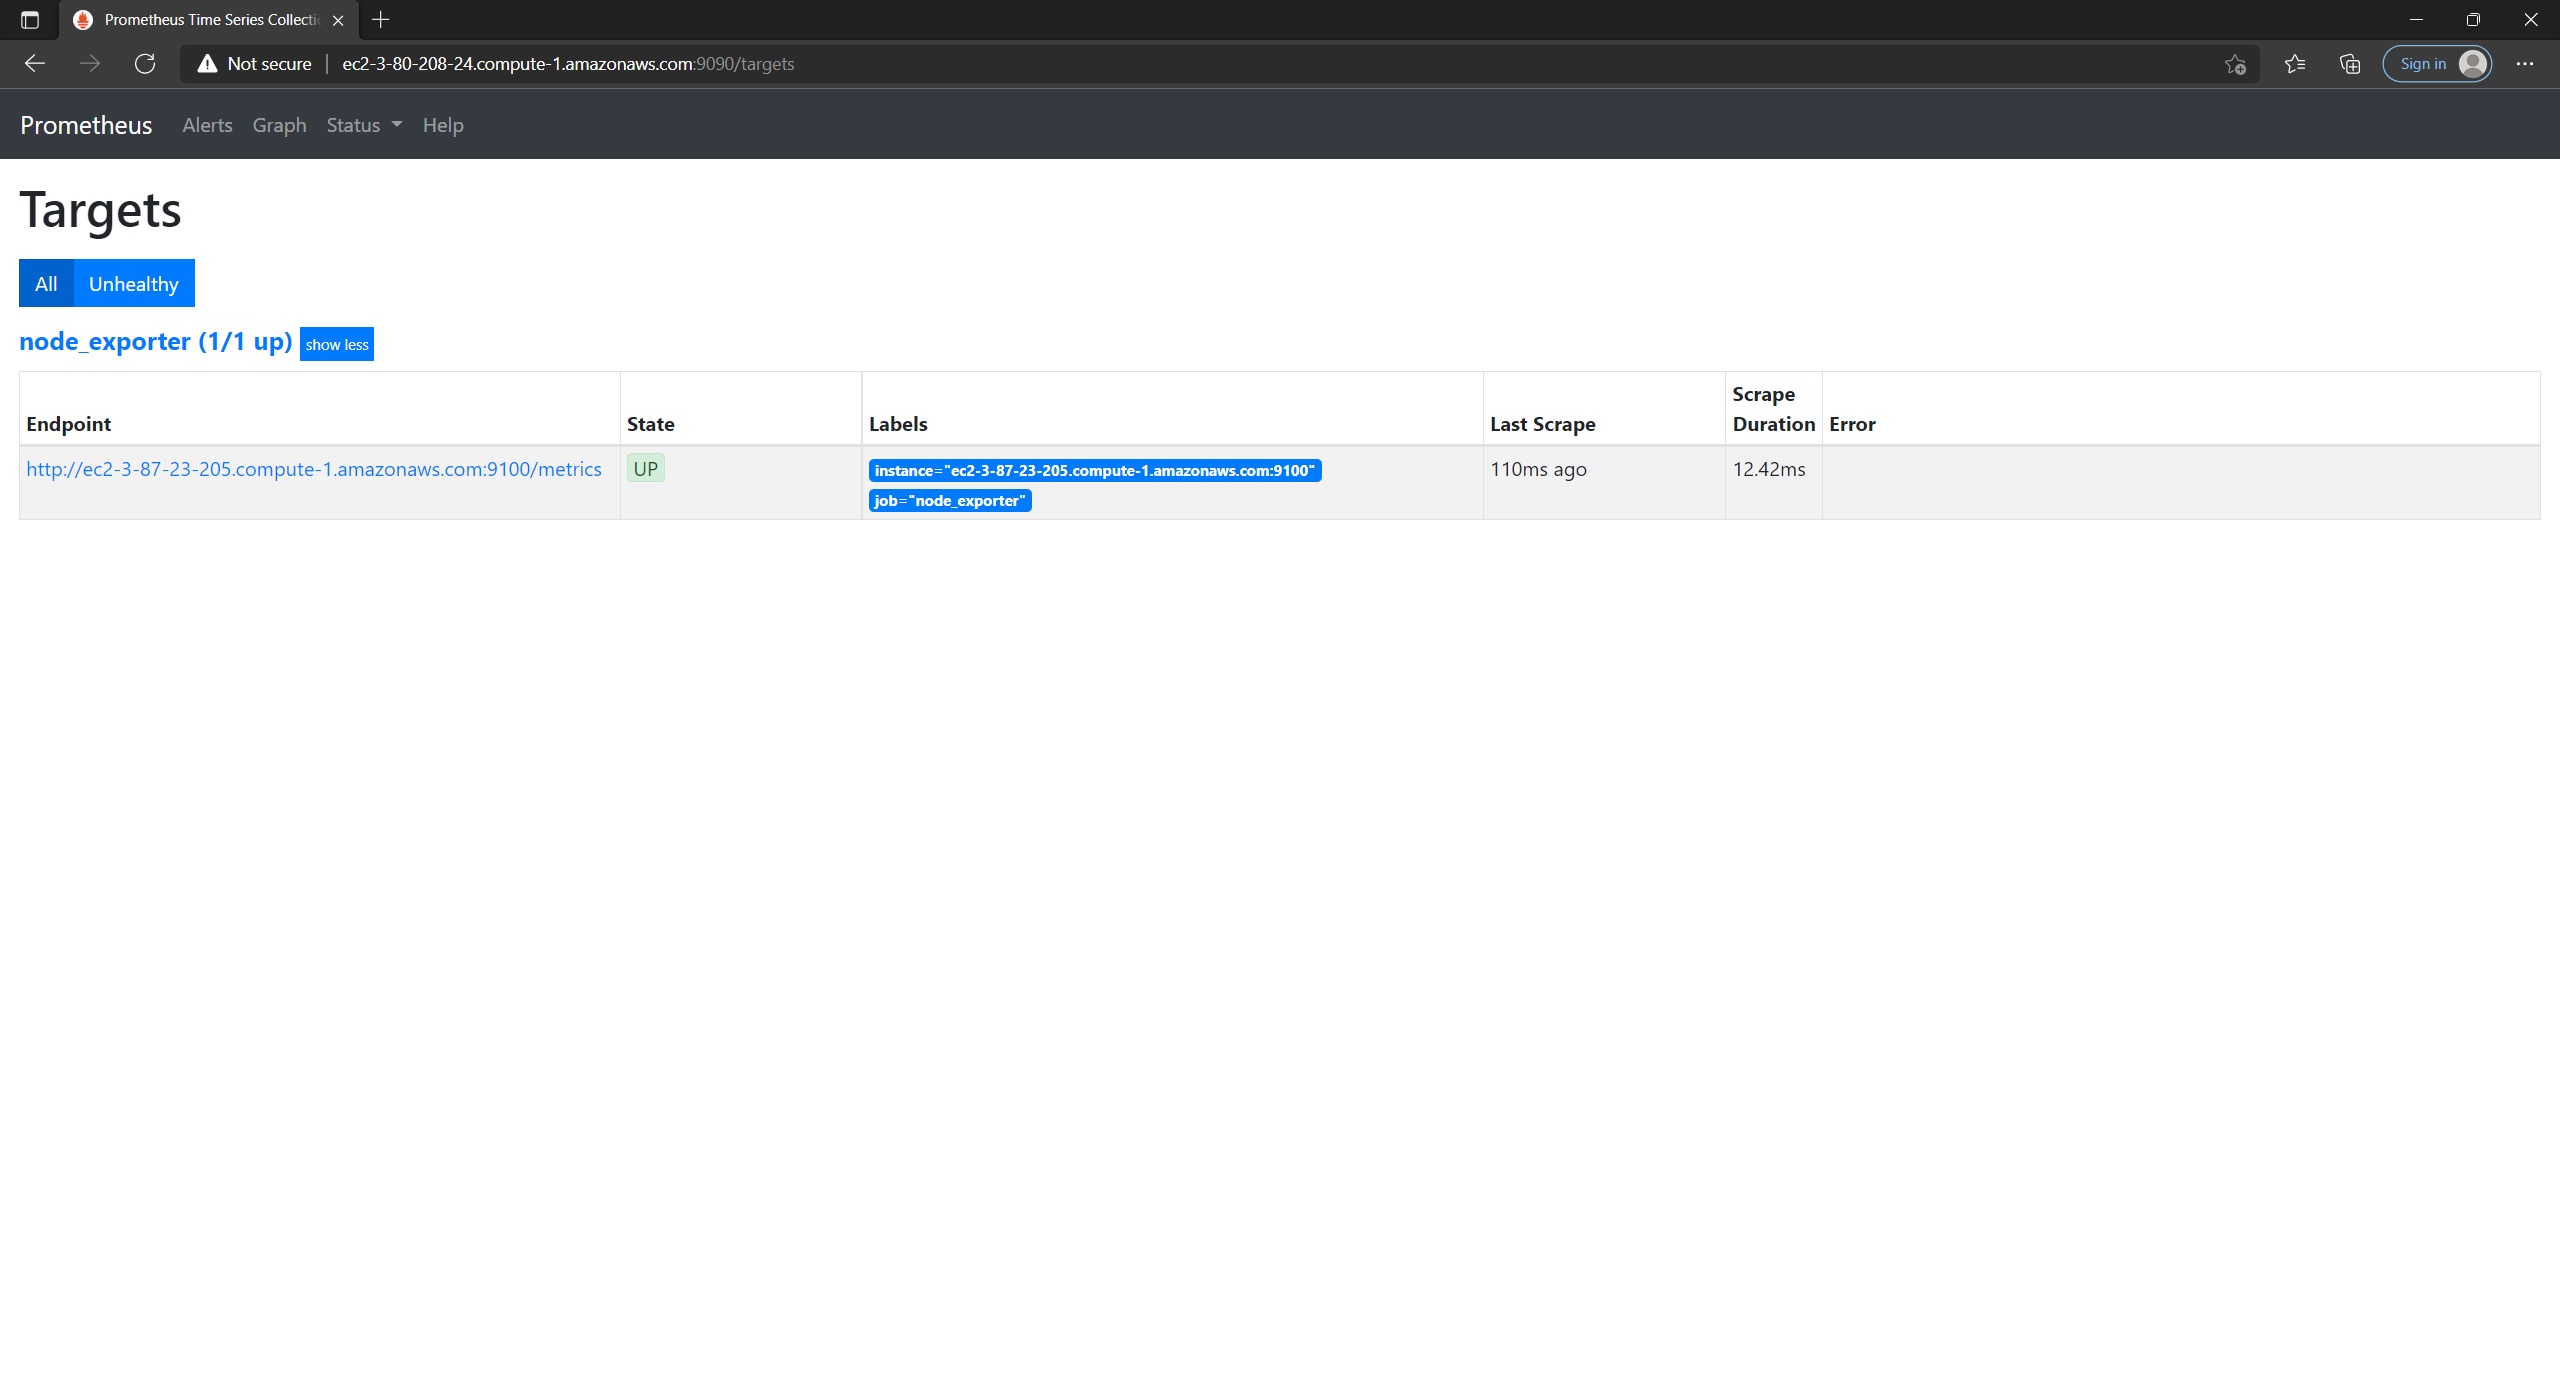 Prometheus Time Series Collecti
Not secure
ec2-3-80-208-24.compute-1.amazonaws.com:9090/targets
Sign in
Prometheus Alerts Graph Status Help
Targets
All Unhealthy
node_exporter (1/1 up) show less
Endpoint State Labels Last Scrape Scrape Duration Error
http://ec2-3-87-23-205.compute-1.amazonaws.com:9100/metrics UP instance="ec2-3-87-23-205.compute-1.amazonaws.com:9100" 110ms ago 12.42ms
job="node_exporter"